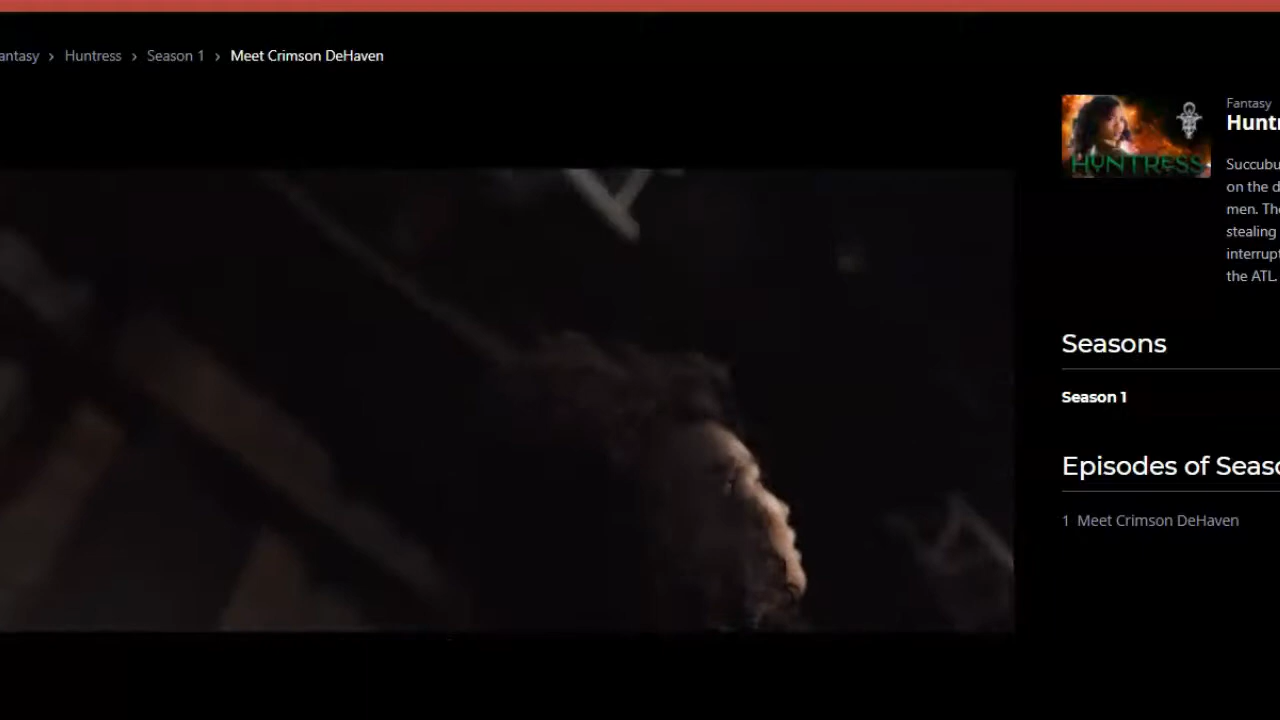 antasy > Huntress > Season 1 > Meet Crimson DeHaven
Fantasy
Huntr
HUNTRESS
Succubu
on the d
men. The
stealing
interrupt
the ATL.
Seasons
Season 1
Episodes of Seaso
1 Meet Crimson DeHaven